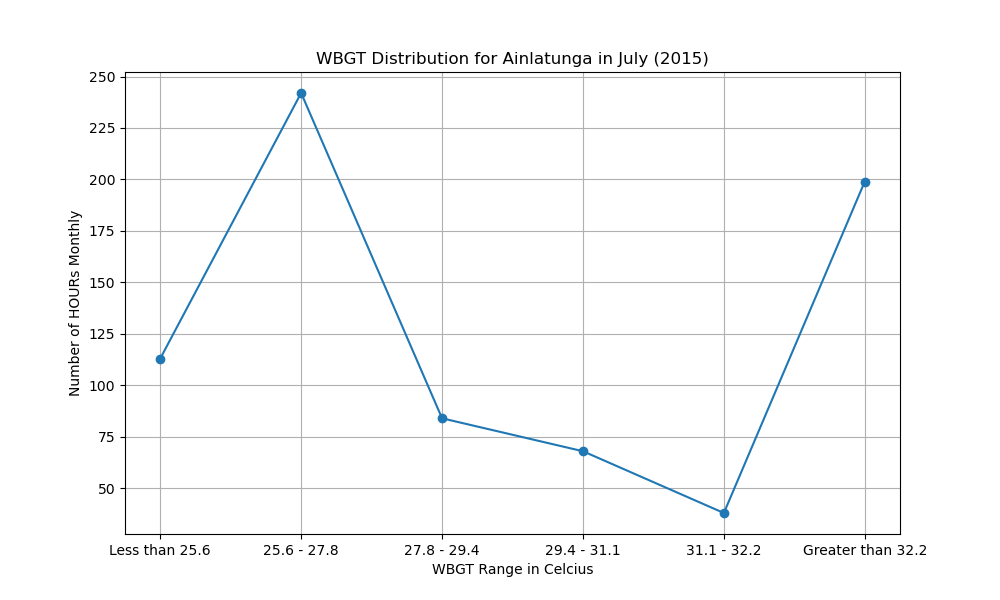 WBGT Distribution for Ainlatunga in July (2015)
Number of HOURs Monthly
250
225
200
175
150
125
100
75
50
Less than 25.6
25.6 - 27.8
27.8 - 29.4
29.4 - 31.1
31.1 - 32.2
Greater than 32.2
WBGT Range in Celcius